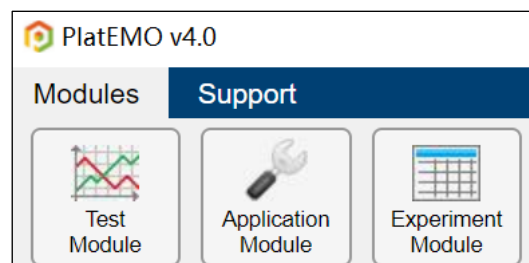 PlatEMO v4.0
Modules Support
Test
Module
Application
Module
Experiment
Module